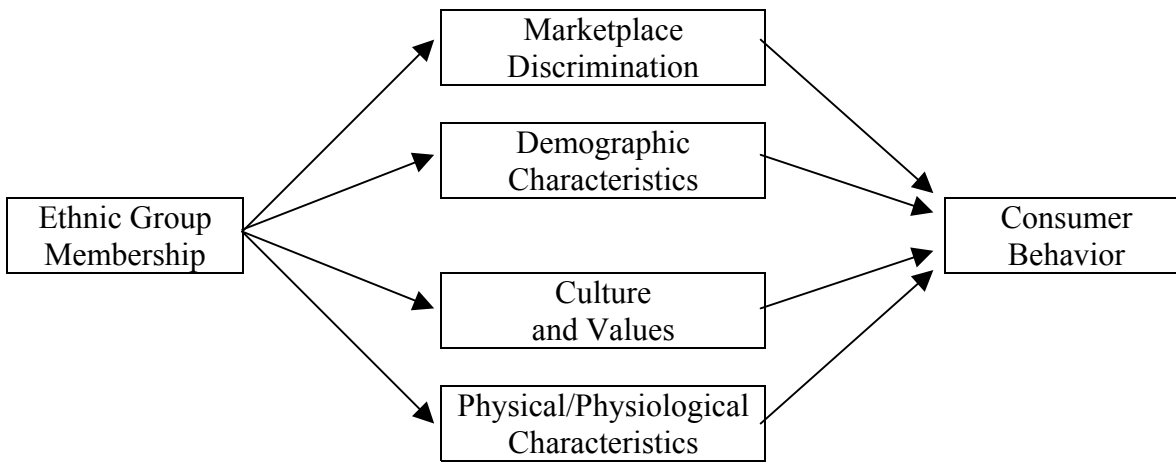 Marketplace
Discrimination
Demographic
Characteristics
Ethnic Group
Membership
Consumer
Behavior
Culture
and Values
Physical/Physiological
Characteristics